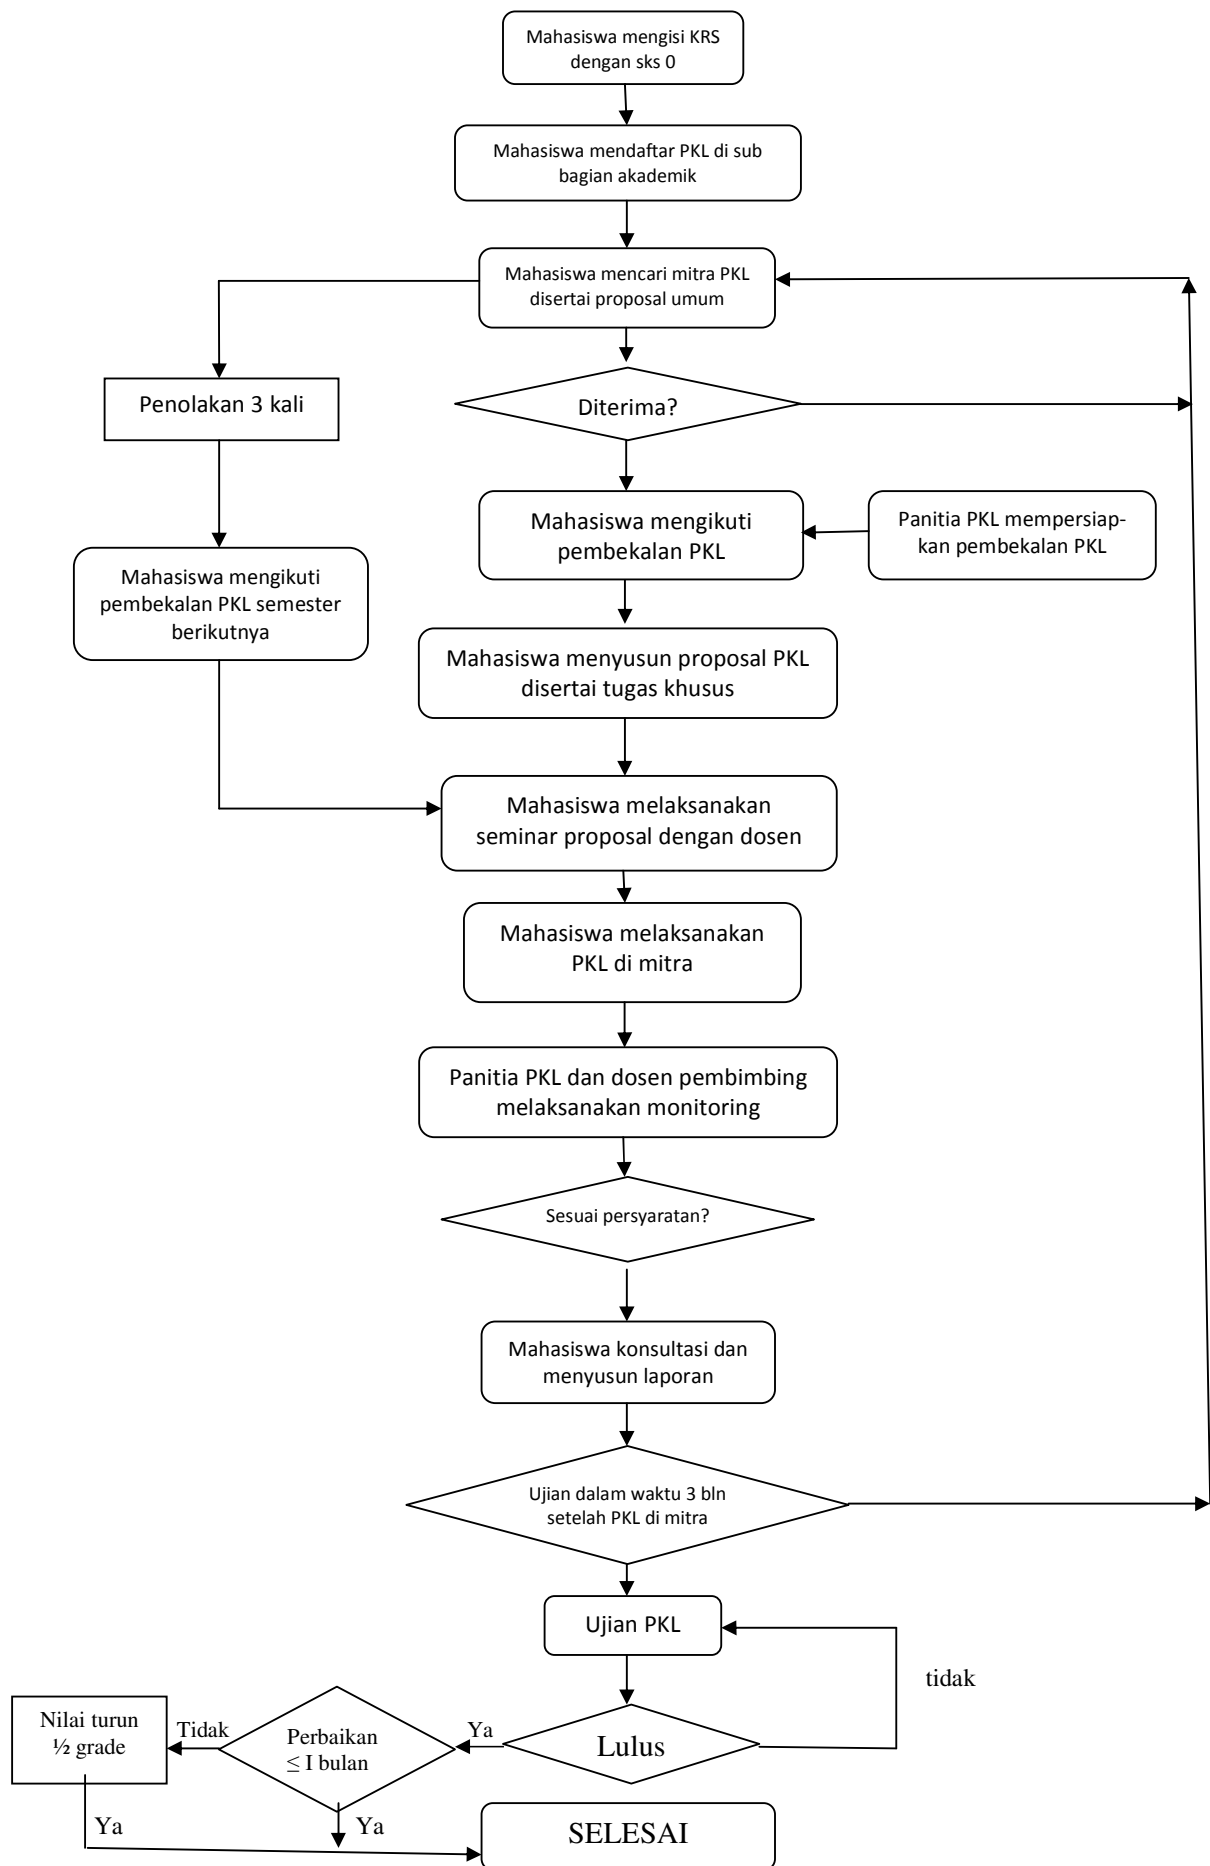 Mahasiswa mengisi KRS
dengan sks 0
Mahasiswa mendaftar PKL di sub
bagian akademik
Mahasiswa mencari mitra PKL
disertai proposal umum
Penolakan 3 kali
Diterima?
Mahasiswa mengikuti
pembekalan PKL
Panitia PKL mempersiap-
kan pembekalan PKL
Mahasiswa mengikuti
pembekalan PKL semester
berikutnya
Mahasiswa menyusun proposal PKL
disertai tugas khusus
Mahasiswa melaksanakan
seminar proposal dengan dosen
Mahasiswa melaksanakan
PKL di mitra
Panitia PKL dan dosen pembimbing
melaksanakan monitoring
Sesuai persyaratan?
Mahasiswa konsultasi dan
menyusun laporan
Ujian dalam waktu 3 bln
setelah PKL di mitra
Ujian PKL
tidak
Lulus
Ya
Perbaikan
≤ I bulan
Tidak
Nilai turun
½ grade
Ya
Ya
SELESAI